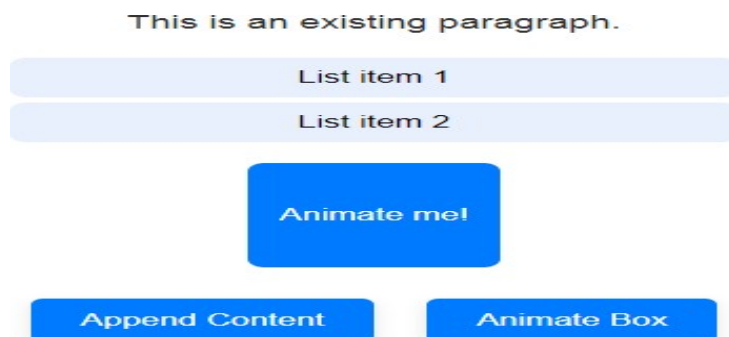 This is an existing paragraph.
List item 1
List item 2
Animate me!
Append Content
Animate Box